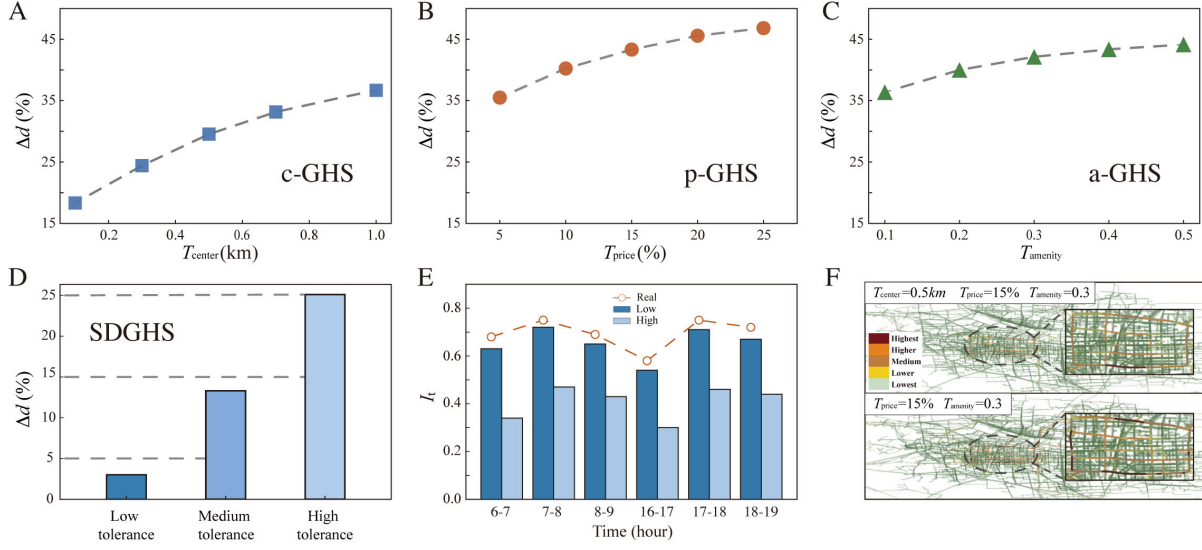 A
45
35
25
15
Δd (%)
c-GHS
0.2 0.4 0.6 0.8 1.0
Tcenter(km)
B
45
35
25
15
Δd (%)
p-GHS
5 10 15 20 25
Tprice(%)
C
45
35
25
15
Δd (%)
a-GHS
0.1 0.2 0.3 0.4 0.5
Tamenity
D
25
20
15
10
5
0
Δd (%)
SDGHS
Low Medium High
tolerance tolerance tolerance
E
0.8
0.6
0.4
0.2
0.0
It
Real
Low
High
6-7 7-8 8-9 16-17 17-18 18-19
Time (hour)
F
Tcenter=0.5km Tprice=15% Tamenity=0.3
Highest
Higher
Medium
Lower
Lowest
Tprice=15% Tamenity=0.3